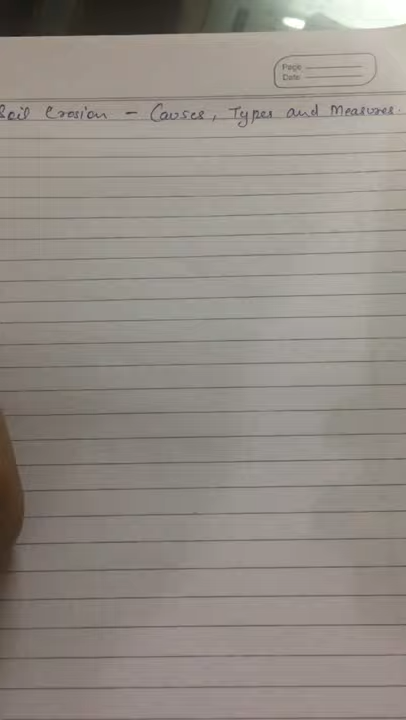 Page
Date
Soil Erosion - Causes, Types and Measures.